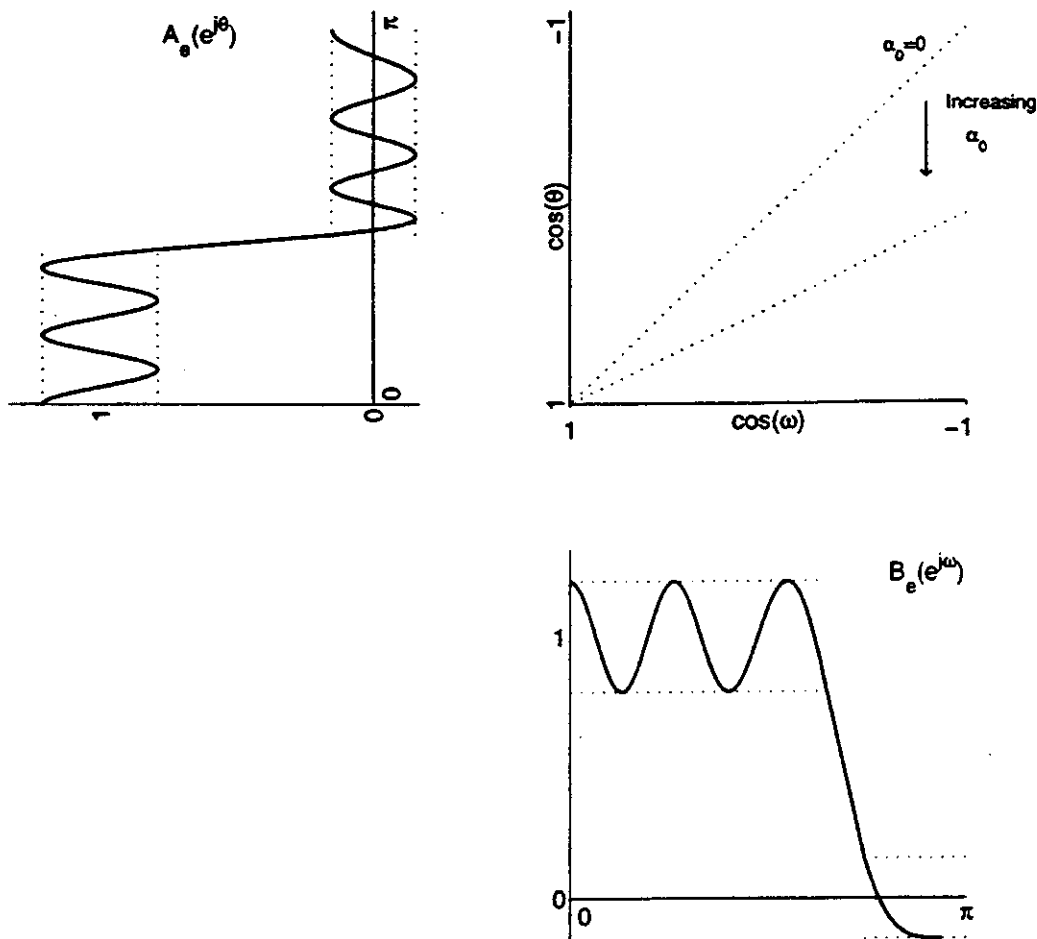 A_e(e^{jθ})
π
0
1
0
-1
cos(θ)
1
α_0=0
Increasing
α_0
1
cos(ω)
-1
B_e(e^{jω})
1
0
0
π